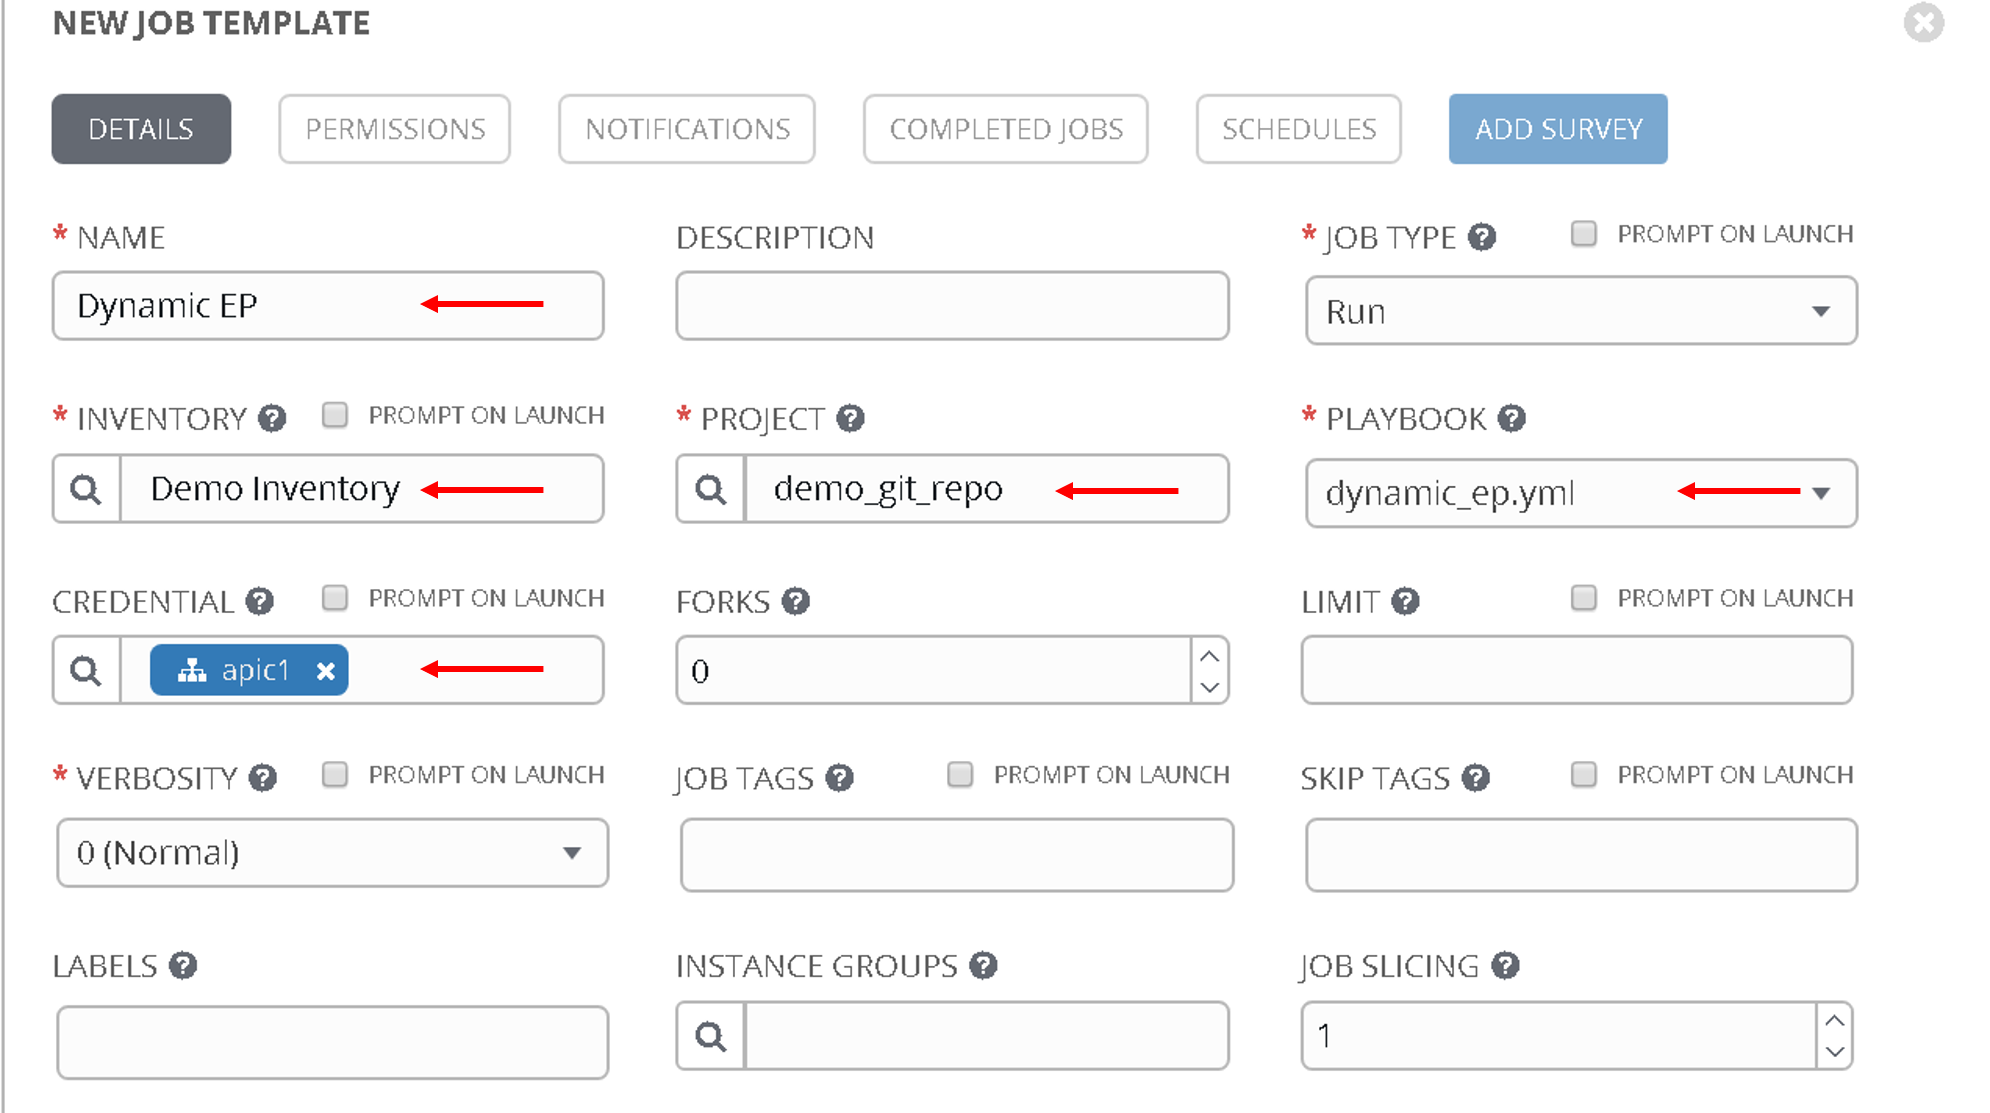 NEW JOB TEMPLATE
DETAILS PERMISSIONS NOTIFICATIONS COMPLETED JOBS SCHEDULES ADD SURVEY
* NAME DESCRIPTION * JOB TYPE ? PROMPT ON LAUNCH
Dynamic EP Run
* INVENTORY ? PROMPT ON LAUNCH * PROJECT ? * PLAYBOOK ?
Demo Inventory demo_git_repo dynamic_ep.yml
CREDENTIAL ? PROMPT ON LAUNCH FORKS ? LIMIT ? PROMPT ON LAUNCH
apic1 0
* VERBOSITY ? PROMPT ON LAUNCH JOB TAGS ? PROMPT ON LAUNCH SKIP TAGS ? PROMPT ON LAUNCH
0 (Normal)
LABELS ? INSTANCE GROUPS ? JOB SLICING ?
1